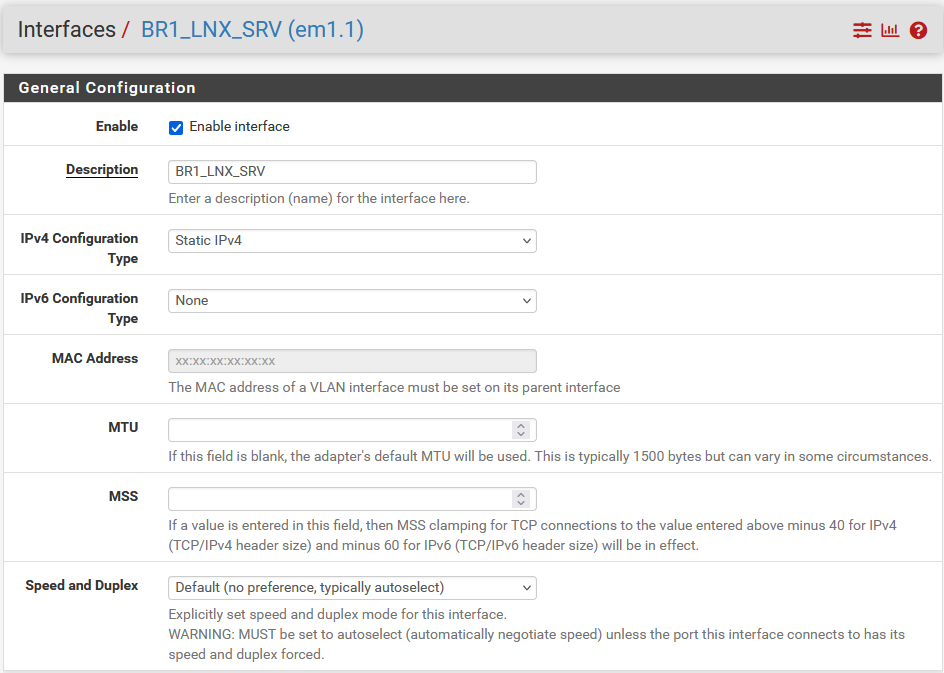 Interfaces / BR1_LNX_SRV (em1.1)
General Configuration
Enable
Enable interface
Description
BR1_LNX_SRV
Enter a description (name) for the interface here.
IPv4 Configuration
Type
Static IPv4
IPv6 Configuration
Type
None
MAC Address
xx:xx:xx:xx:xx:xx
The MAC address of a VLAN interface must be set on its parent interface
MTU
If this field is blank, the adapter's default MTU will be used. This is typically 1500 bytes but can vary in some circumstances.
MSS
If a value is entered in this field, then MSS clamping for TCP connections to the value entered above minus 40 for IPv4
(TCP/IPv4 header size) and minus 60 for IPv6 (TCP/IPv6 header size) will be in effect.
Speed and Duplex
Default (no preference, typically autoselect)
Explicitly set speed and duplex mode for this interface.
WARNING: MUST be set to autoselect (automatically negotiate speed) unless the port this interface connects to has its
speed and duplex forced.